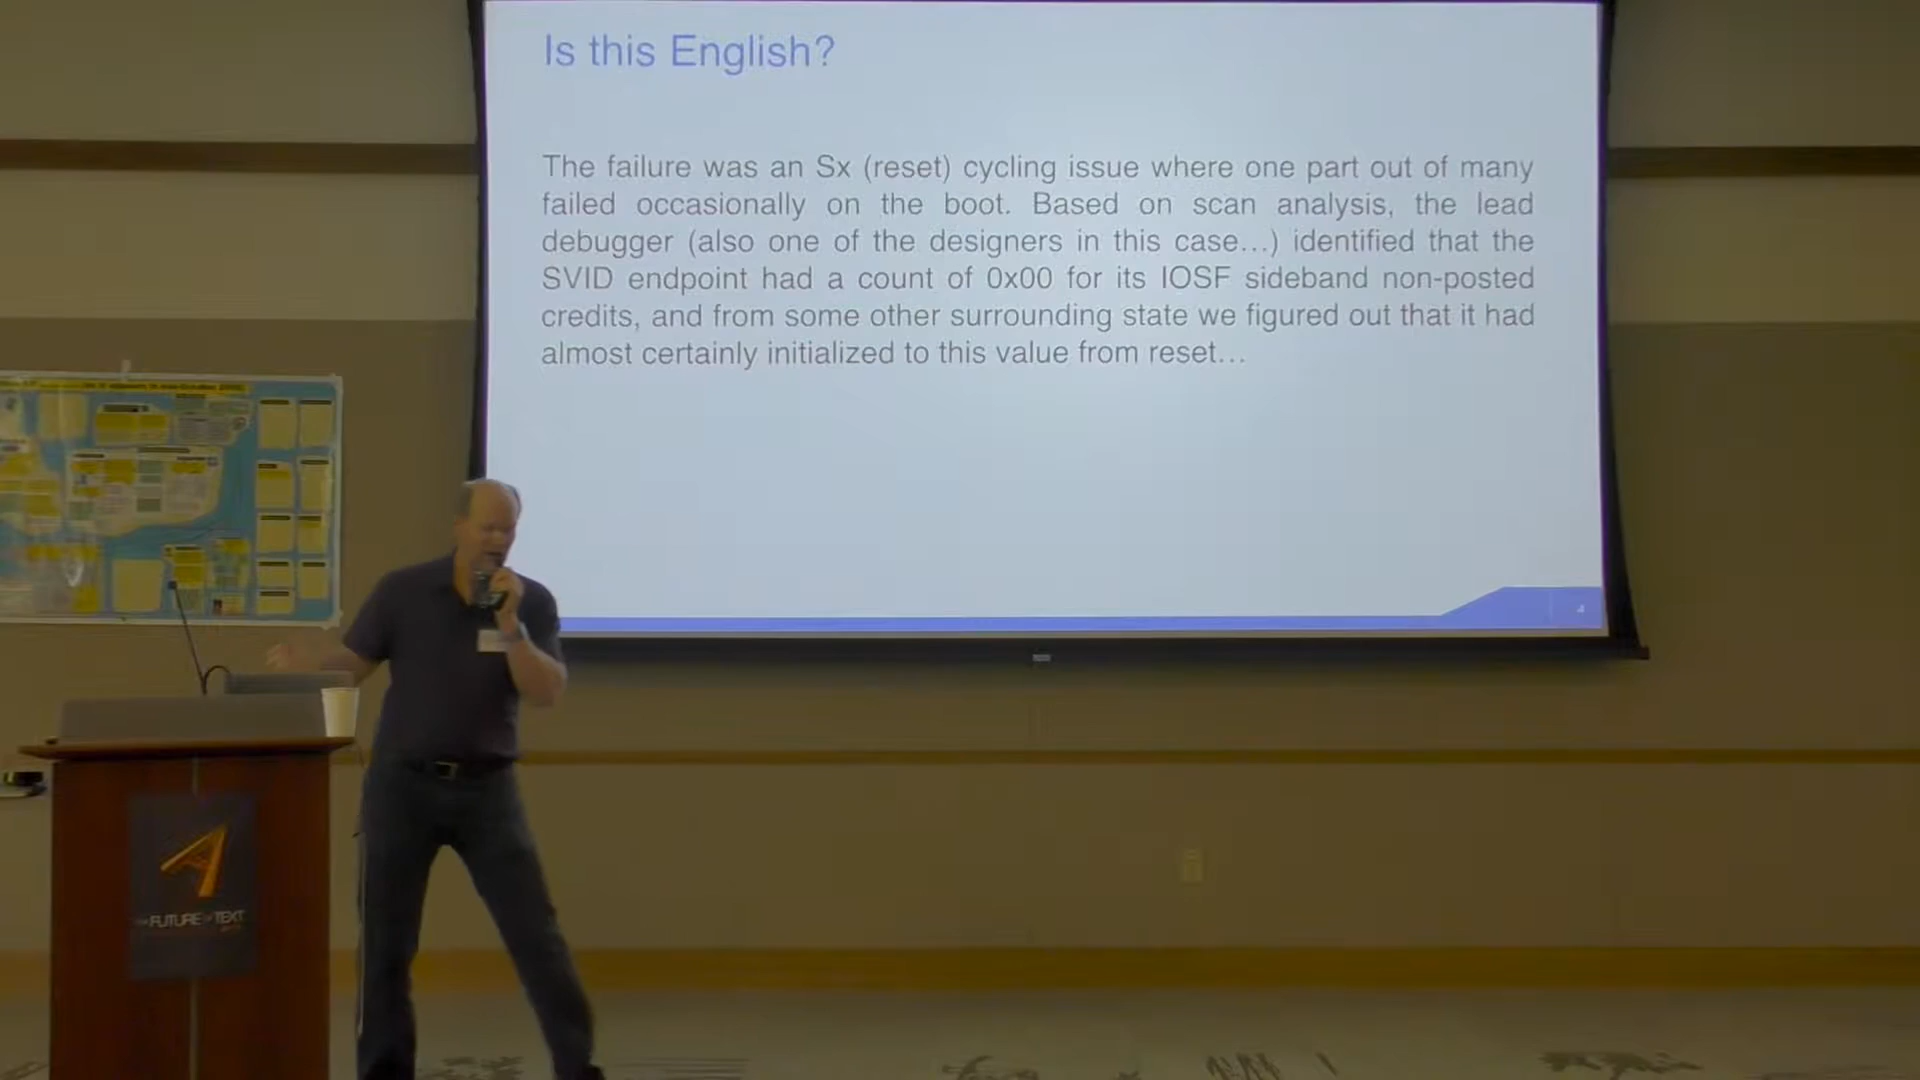 Is this English?
The failure was an Sx (reset) cycling issue where one part out of many
failed occasionally on the boot. Based on scan analysis, the lead
debugger (also one of the designers in this case…) identified that the
SVID endpoint had a count of 0x00 for its IOSF sideband non-posted
credits, and from some other surrounding state we figured out that it had
almost certainly initialized to this value from reset…
4
FUTURE OF TEXT